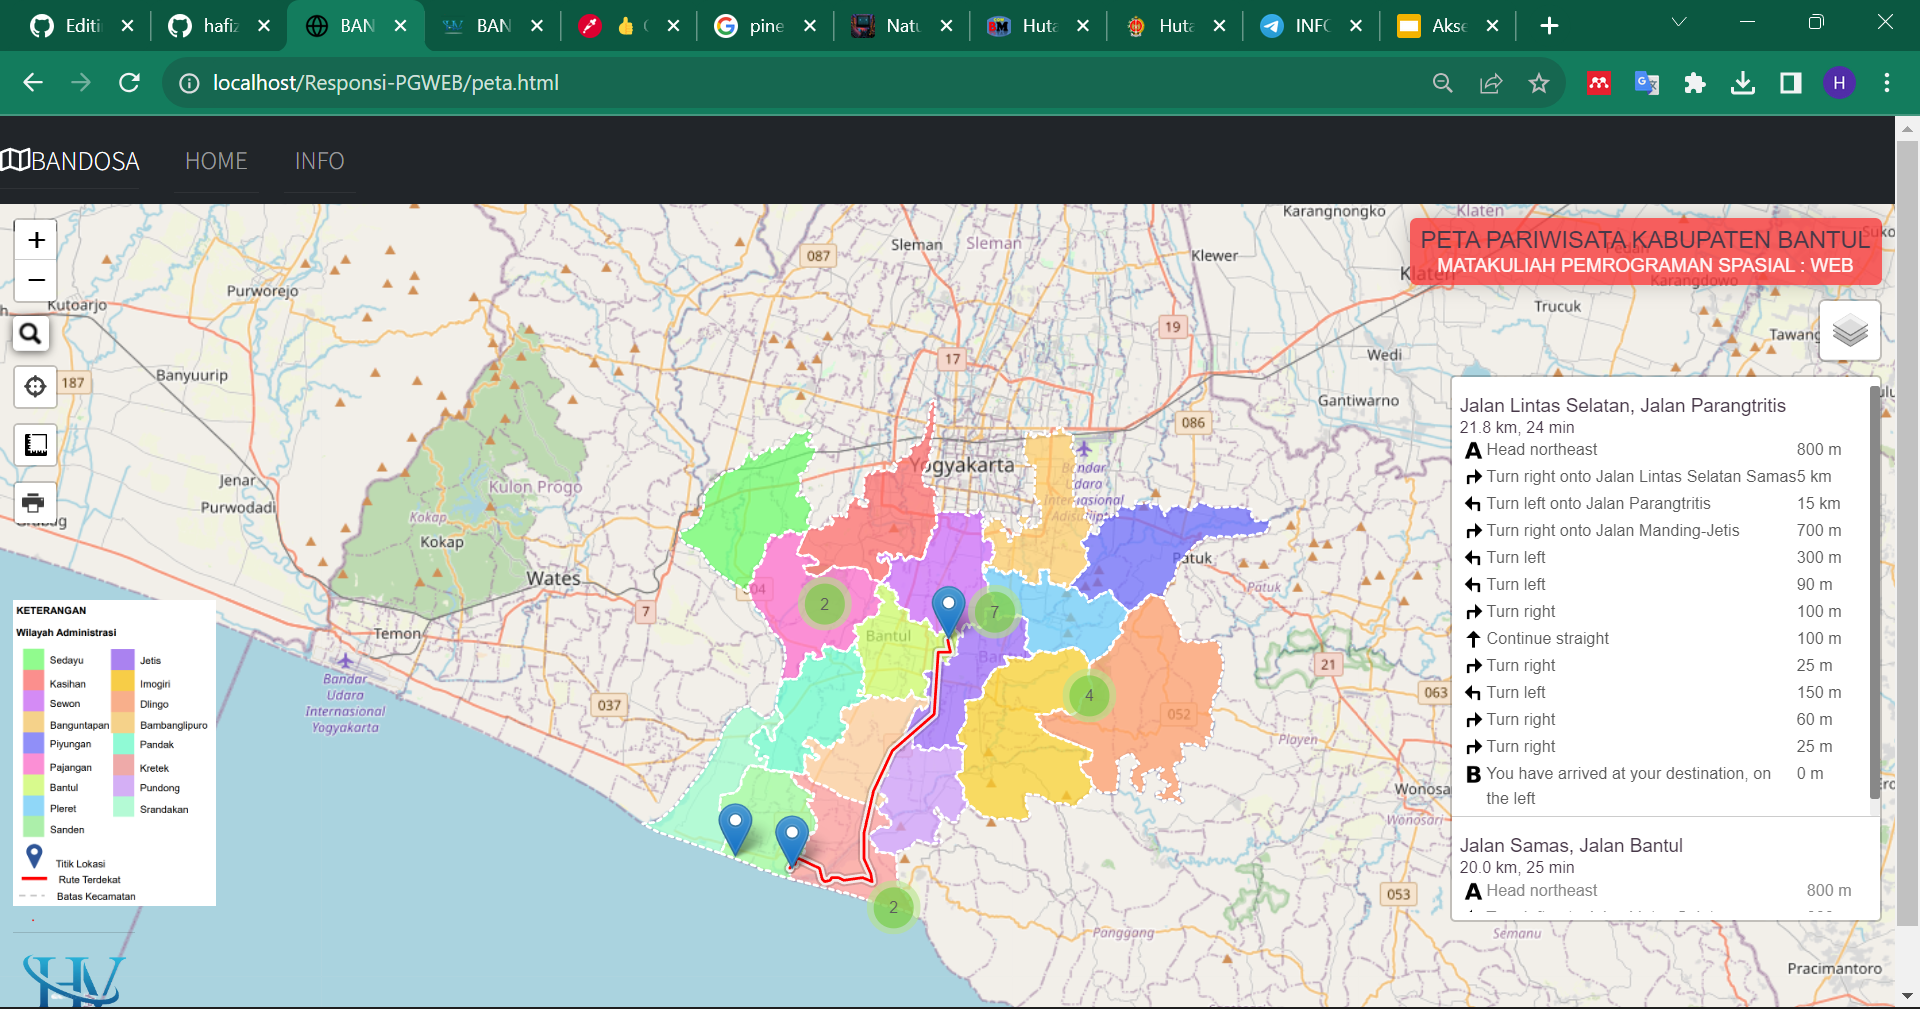 Editi
hafiz
BAN
BAN
pine
Natu
Huta
Huta
INFO
Akse
localhost/Responsi-PGWEB/peta.html
H
BANDOSA
HOME
INFO
+
−
PETA PARIWISATA KABUPATEN BANTUL
MATAKULIAH PEMROGRAMAN SPASIAL : WEB
Karangnongko
Klaten
Sleman
Sleman
087
Klewer
Karangdowo
Kutoarjo
Purworejo
Trucuk
19
Tawang
17
Wedi
187
Banyuurip
Gantiwarno
086
Yogyakarta
Jenar
Kulon Progo
Purwodadi
Kokap
Kokap
Patuk
Patuk
Wates
7
Temon
Bandar
Udara
Internasional
Yogyakarta
037
2
7
Bantul
4
052
21
063
Playen
Wonosari
053
2
Panggang
Semanu
Pracimantoro
Jalan Lintas Selatan, Jalan Parangtritis
21.8 km, 24 min
A Head northeast 800 m
Turn right onto Jalan Lintas Selatan Samas 5 km
Turn left onto Jalan Parangtritis 15 km
Turn right onto Jalan Manding-Jetis 700 m
Turn left 300 m
Turn left 90 m
Turn right 100 m
Continue straight 100 m
Turn right 25 m
Turn left 150 m
Turn right 60 m
Turn right 25 m
B You have arrived at your destination, on 0 m
the left
Jalan Samas, Jalan Bantul
20.0 km, 25 min
A Head northeast 800 m
KETERANGAN
Wilayah Administrasi
Sedayu Jetis
Kasihan Imogiri
Sewon Dlingo
Banguntapan Bambanglipuro
Piyungan Pandak
Pajangan Kretek
Bantul Pundong
Pleret Srandakan
Sanden
Titik Lokasi
Rute Terdekat
Batas Kecamatan
HV